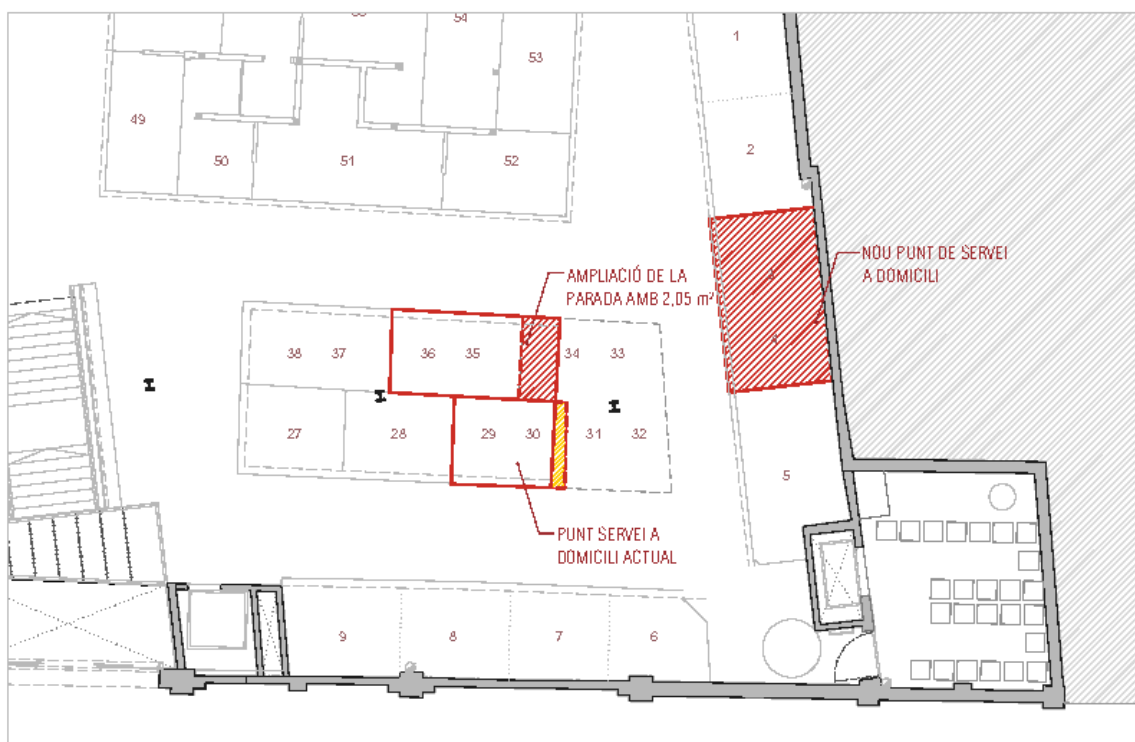 54
53
1
49
50
51
52
2
NOU PUNT DE SERVEI
A DOMICILI
AMPLIACIÓ DE LA
PARADA AMB 2,05 m²
38 37 36 35 34 33
27 28 29 30 31 32
5
PUNT SERVEI A
DOMICILI ACTUAL
9 8 7 6